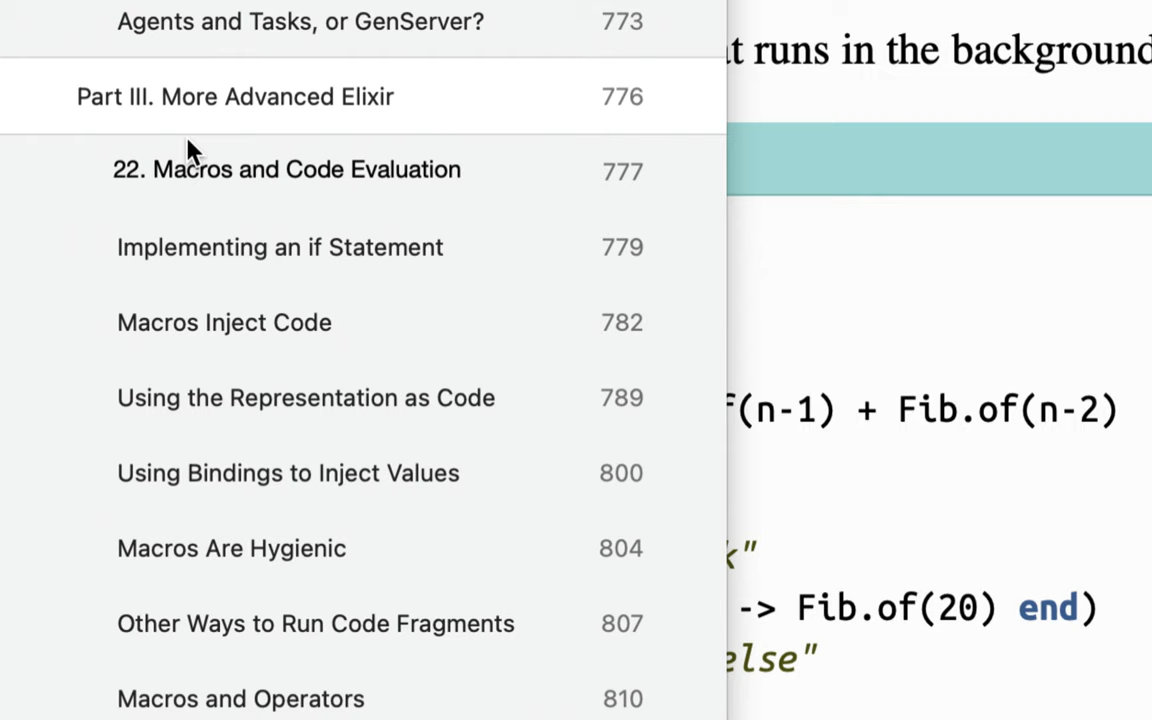 Agents and Tasks, or GenServer? 773
Part III. More Advanced Elixir 776
22. Macros and Code Evaluation 777
Implementing an if Statement 779
Macros Inject Code 782
Using the Representation as Code 789
Using Bindings to Inject Values 800
Macros Are Hygienic 804
Other Ways to Run Code Fragments 807
Macros and Operators 810
runs in the background
(n-1) + Fib.of(n-2)
"
-> Fib.of(20) end)
else"